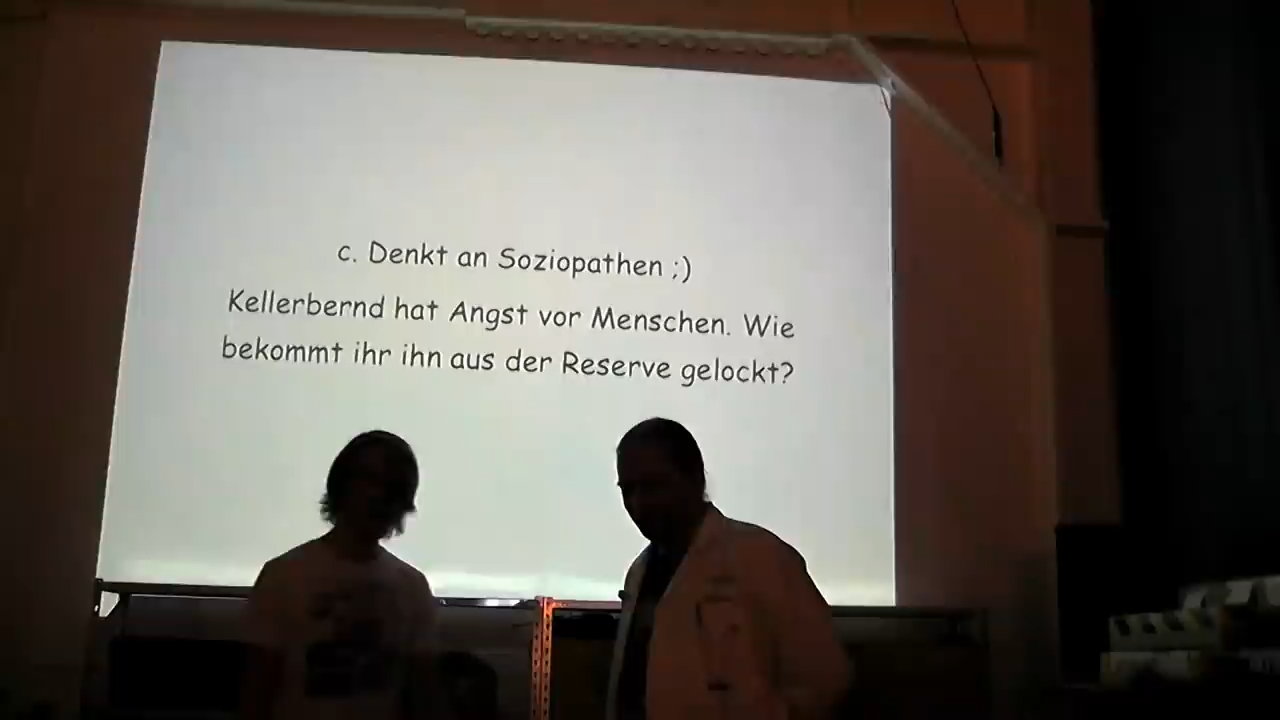 c. Denkt an Soziopathen ;)
Kellerbernd hat Angst vor Menschen. Wie
bekommt ihr ihn aus der Reserve gelockt?